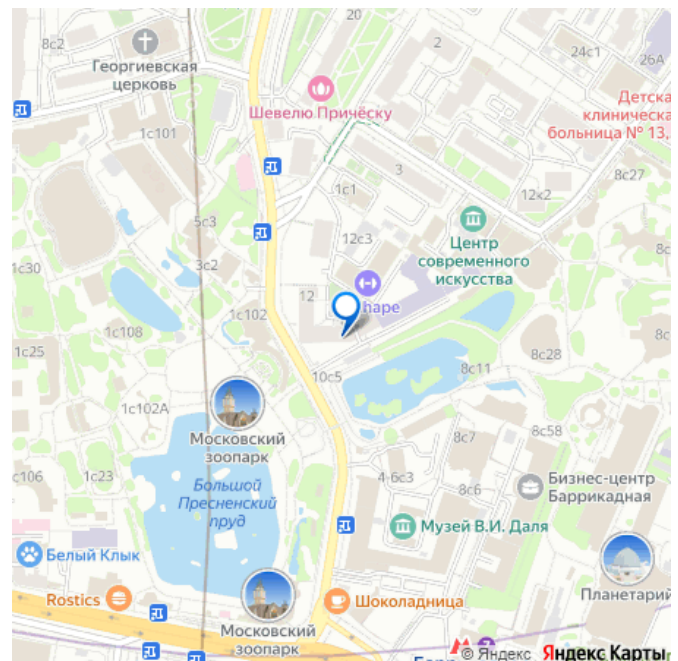 20
8с2
2
24с1
26А
Георгиевская
церковь
Шевелю Причёску
Детска
клиническа
больница № 13,
1с101
3
8с27
1с1
12к2
5с3
12с3
Центр
современного
искусства
3с2
1с30
12
hape
1с102
1с108
8с28
1с25
10с5
8с11
1с102А
Московский
зоопарк
8с7
8с58
с106
1с23
Большой
Пресненский
пруд
4-6с3
8с6
Бизнес-центр
Баррикадная
Музей В.И. Даля
Белый Клык
Планетарий
Rostics
Шоколадница
Московский
зоопарк
© Яндекс Яндекс Карты